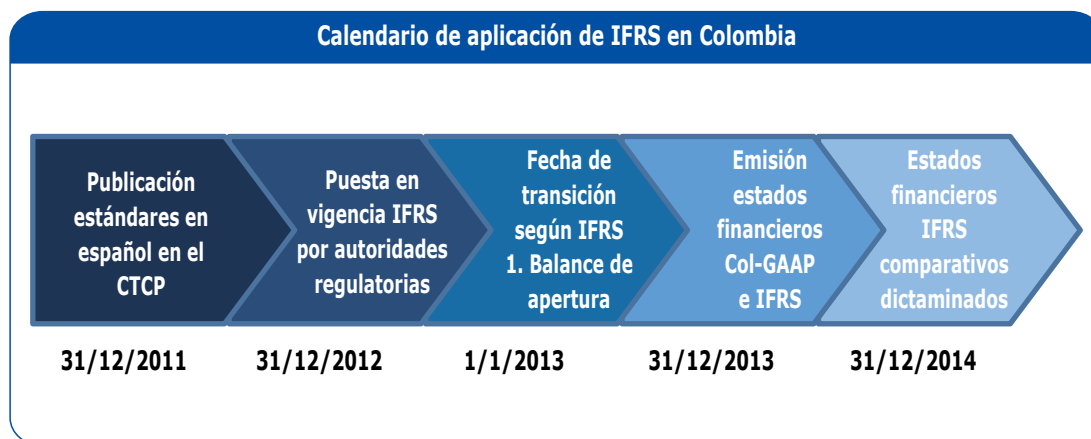 Calendario de aplicación de IFRS en Colombia
Publicación
estándares en
español en el
CTCP
Puesta en
vigencia IFRS
por autoridades
regulatorias
Fecha de
transición
según IFRS
1. Balance de
apertura
Emisión
estados
financieros
Col-GAAP
e IFRS
Estados
financieros
IFRS
comparativos
dictaminados
31/12/2011
31/12/2012
1/1/2013
31/12/2013
31/12/2014